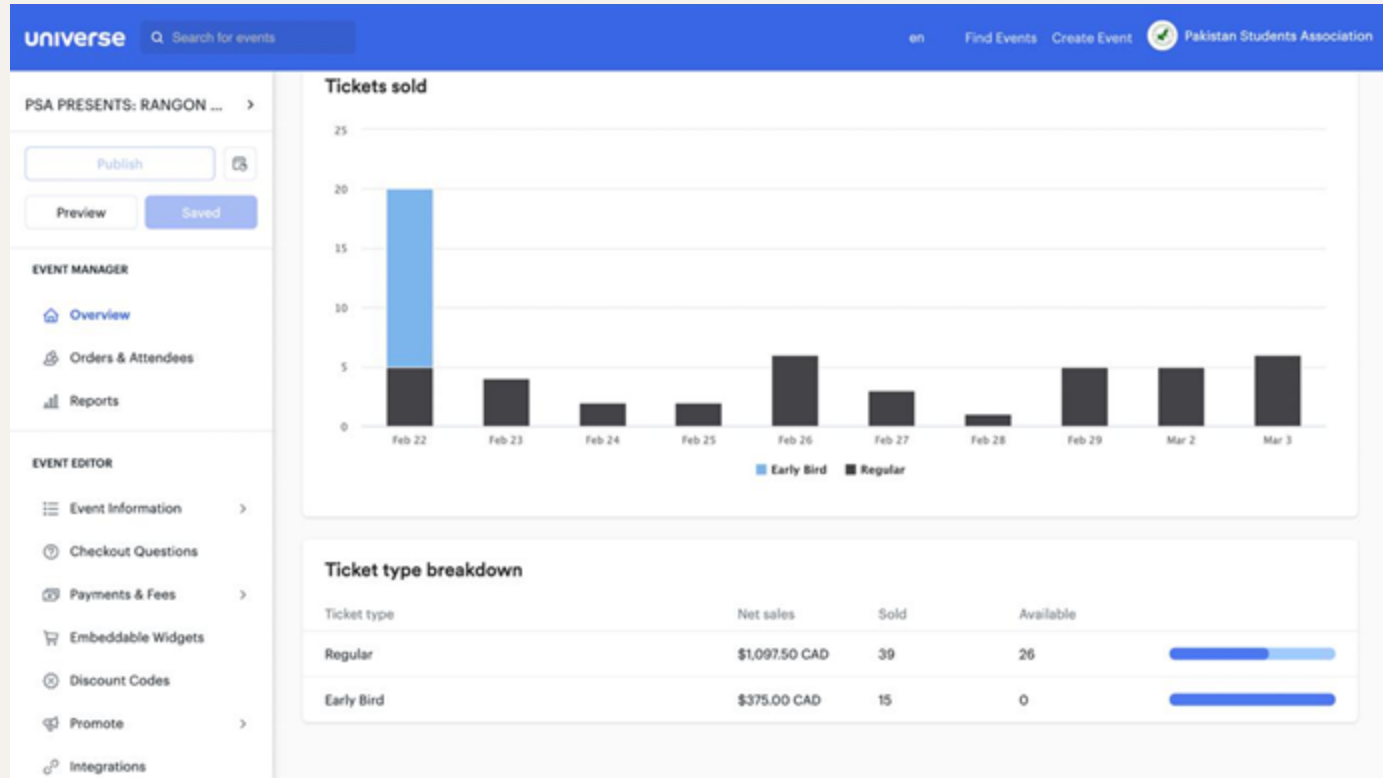 universe Search for events en Find Events Create Event Pakistan Students Association
PSA PRESENTS: RANGON ...
Publish
Preview Saved
EVENT MANAGER
Overview
Orders & Attendees
Reports
EVENT EDITOR
Event Information
Checkout Questions
Payments & Fees
Embeddable Widgets
Discount Codes
Promote
Integrations
Tickets sold
25
20
15
10
5
0
Feb 22 Feb 23 Feb 24 Feb 25 Feb 26 Feb 27 Feb 28 Feb 29 Mar 2 Mar 3
Early Bird Regular
Ticket type breakdown
Ticket type Net sales Sold Available
Regular $1,097.50 CAD 39 26
Early Bird $375.00 CAD 15 0